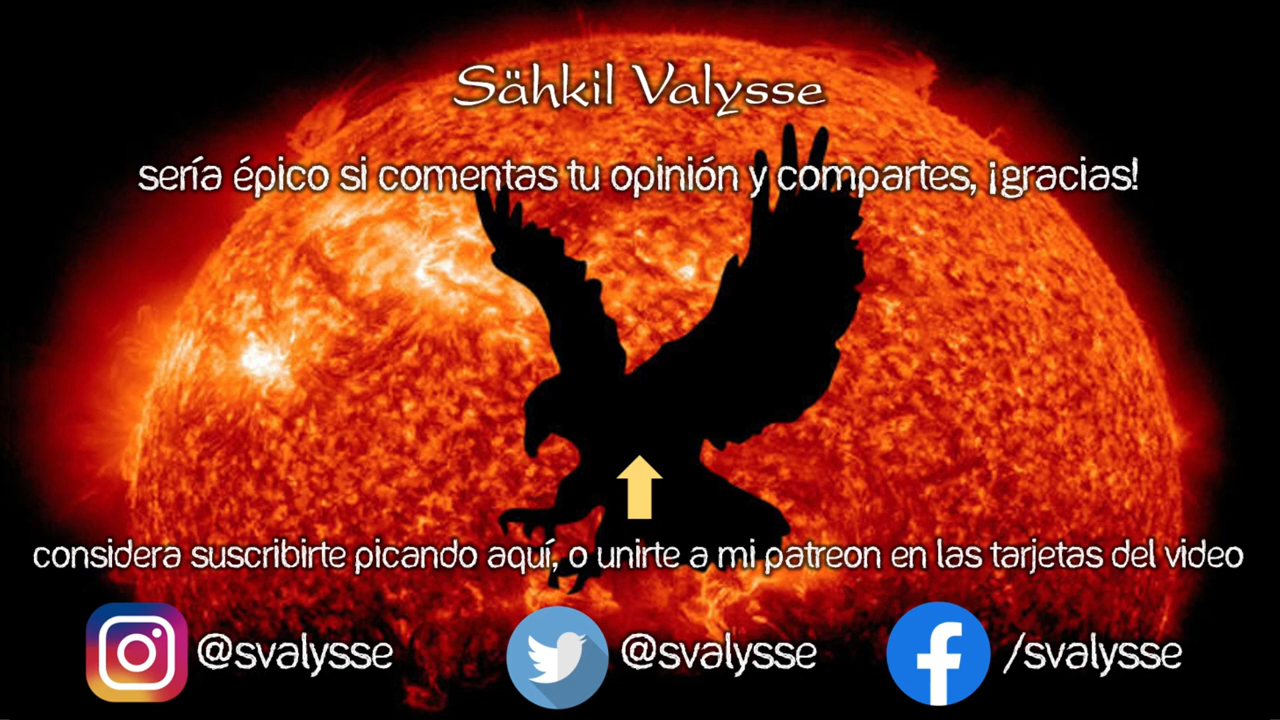 Sähkil Valysse
sería épico si comentas tu opinión y compartes, ¡gracias!
considera suscribirte picando aquí, o unirte a mi patreon en las tarjetas del video
@svalysse
@svalysse
/svalysse